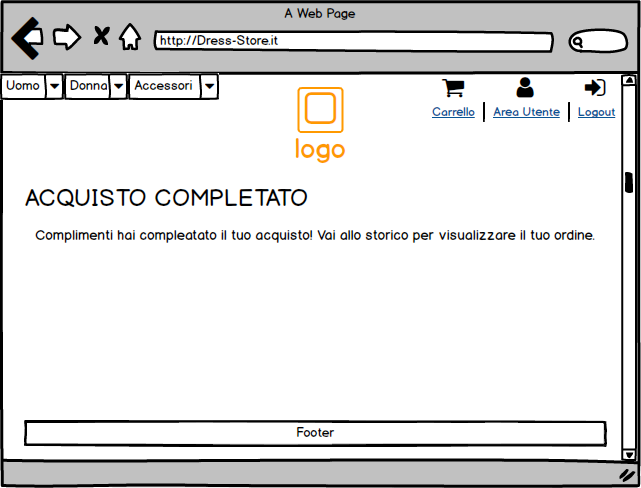 A Web Page
http://Dress-Store.it
Uomo Donna Accessori
Carrello Area Utente Logout
logo
ACQUISTO COMPLETATO
Complimenti hai compleatato il tuo acquisto! Vai allo storico per visualizzare il tuo ordine.
Footer